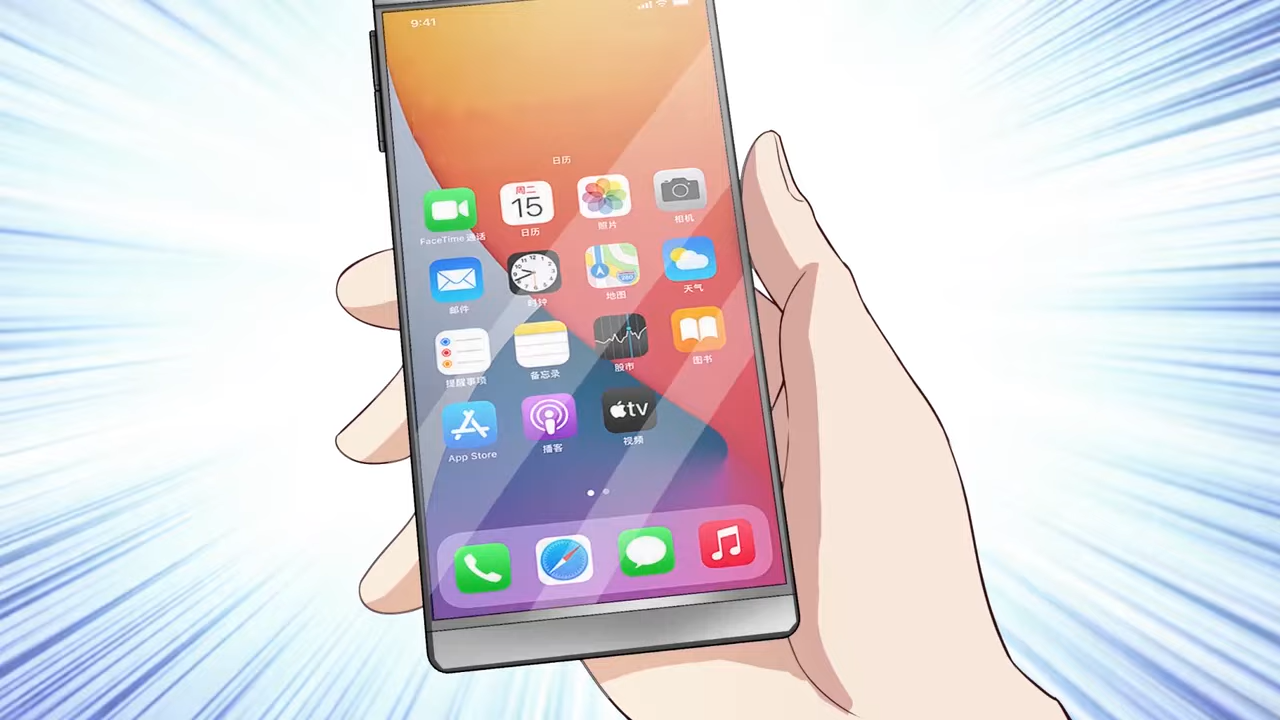 9:41
日历
周二
15
FaceTime 通话
日历
照片
相机
邮件
时钟
地图
天气
提醒事项
备忘录
股市
图书
App Store
播客
tv
视频